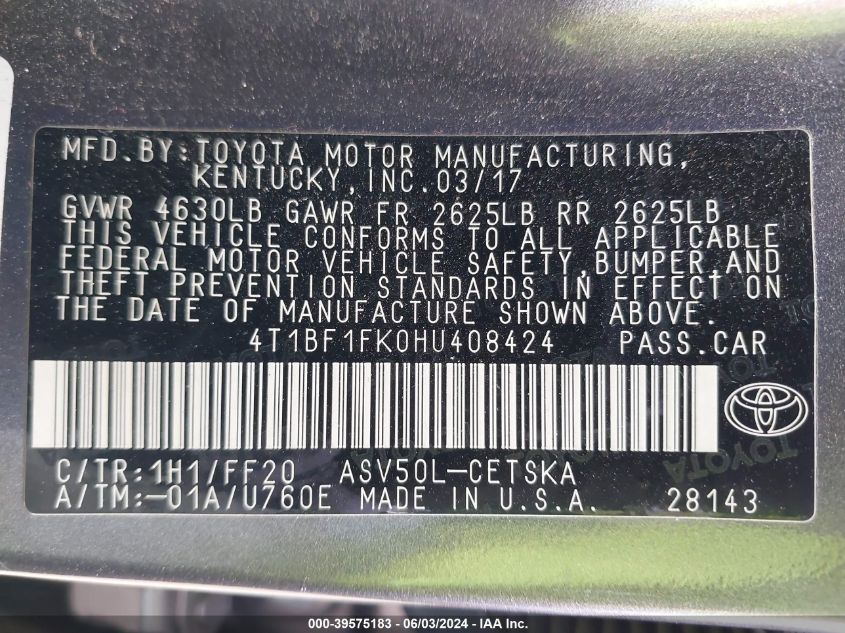 MFD.BY:TOYOTA MOTOR MANUFACTURING,
KENTUCKY, INC. 03/17
GVWR 4630LB GAWR FR 2625LB RR 2625LB
THIS VEHICLE CONFORMS TO ALL APPLICABLE
FEDERAL MOTOR VEHICLE SAFETY, BUMPER, AND
THEFT PREVENTION STANDARDS IN EFFECT ON
THE DATE OF MANUFACTURE SHOWN ABOVE.
4T1BF1FK0HU408424 PASS.CAR
TOYOTA
C/TR:1H1/FF20 ASV50L-CETSKA
A/TM:-01A/U760E MADE IN U.S.A. 28143
000-39575183 - 06/03/2024 - IAA Inc.